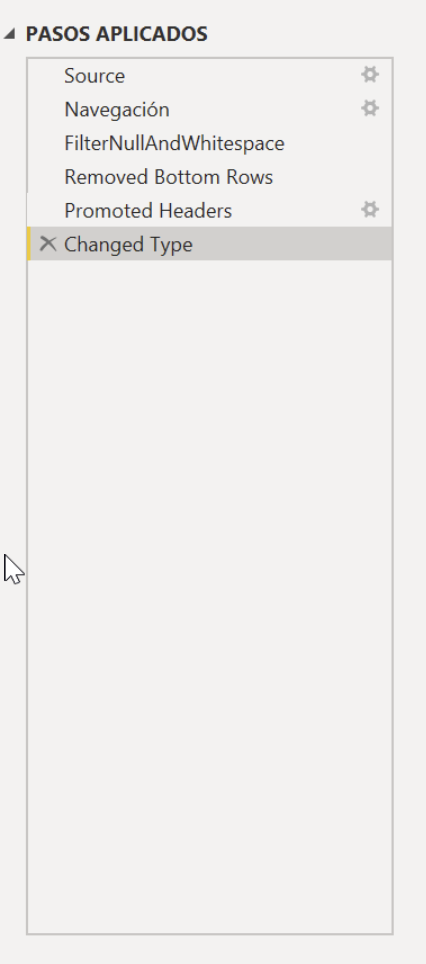 PASOS APLICADOS
Source
Navegación
FilterNullAndWhitespace
Removed Bottom Rows
Promoted Headers
Changed Type